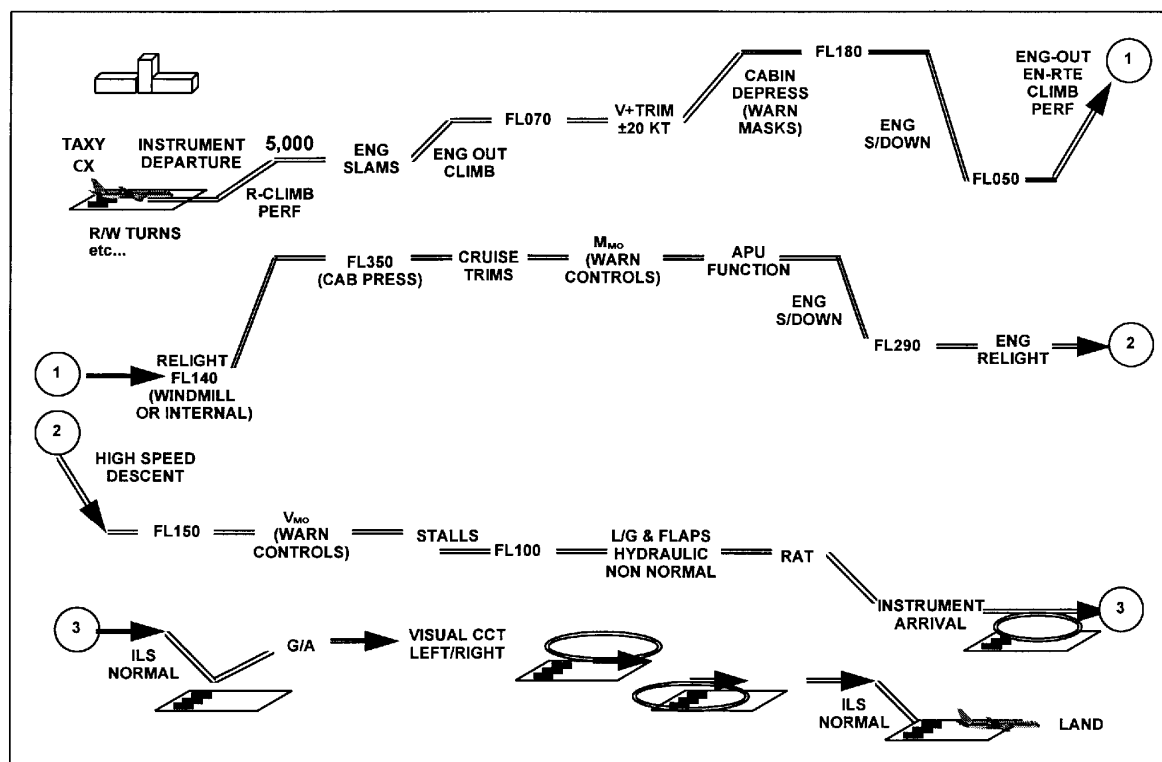 TAXY
CX
INSTRUMENT
DEPARTURE
5,000
R-CLIMB
PERF
R/W TURNS
etc...
ENG
SLAMS
ENG OUT
CLIMB
FL070
V+TRIM
±20 KT
CABIN
DEPRESS
(WARN
MASKS)
FL180
ENG
S/DOWN
FL050
ENG-OUT
EN-RTE
CLIMB
PERF
1
1
RELIGHT
FL140
(WINDMILL
OR INTERNAL)
FL350
(CAB PRESS)
CRUISE
TRIMS
MMO
(WARN
CONTROLS)
APU
FUNCTION
ENG
S/DOWN
FL290
ENG
RELIGHT
2
2
HIGH SPEED
DESCENT
FL150
VMO
(WARN
CONTROLS)
STALLS
FL100
L/G & FLAPS
HYDRAULIC
NON NORMAL
RAT
INSTRUMENT
ARRIVAL
3
3
ILS
NORMAL
G/A
VISUAL CCT
LEFT/RIGHT
ILS
NORMAL
LAND